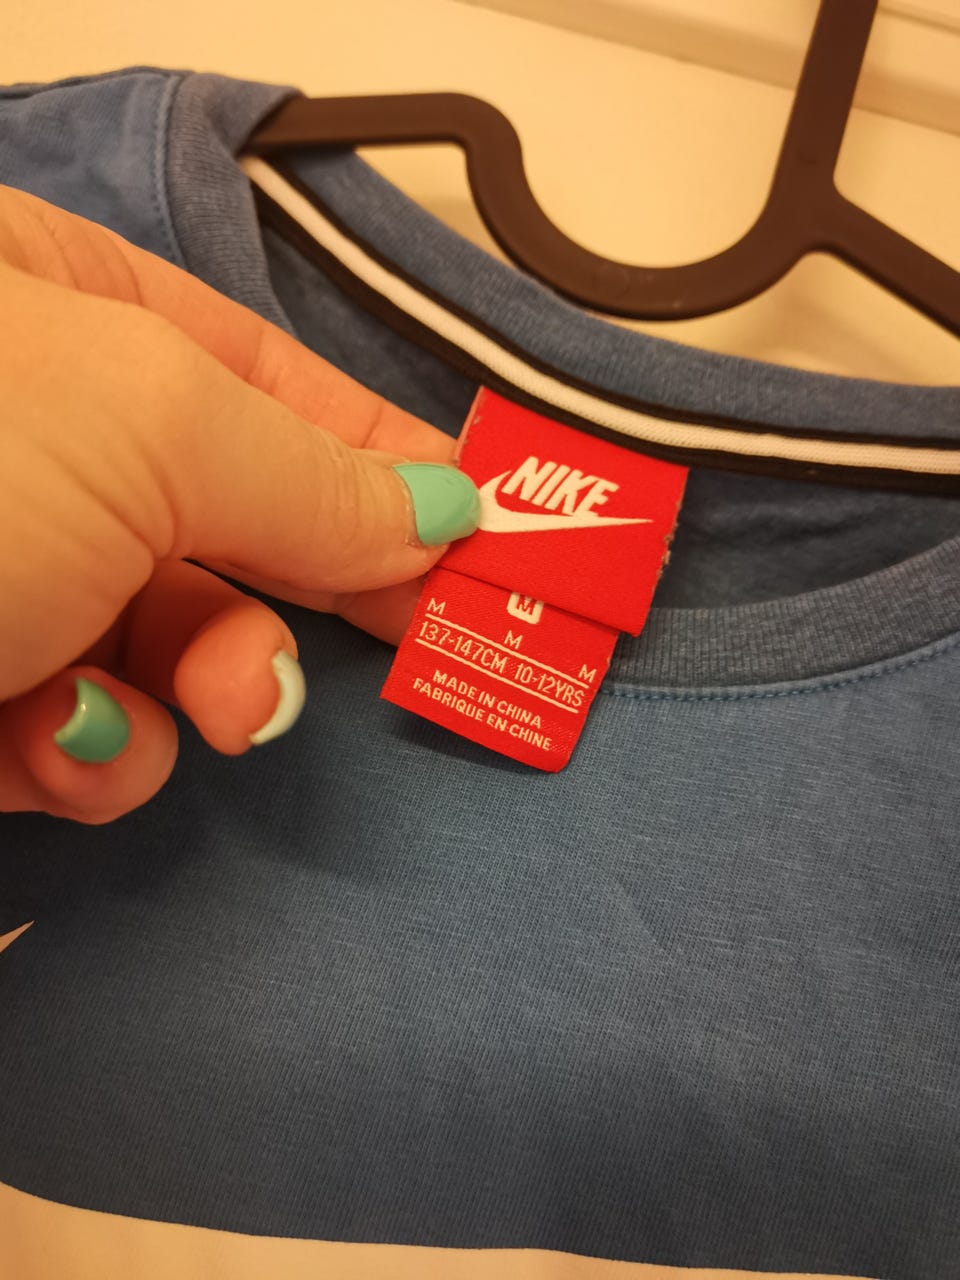 NIKE
M
M M M
137-147CM 10-12YRS
MADE IN CHINA
FABRIQUE EN CHINE